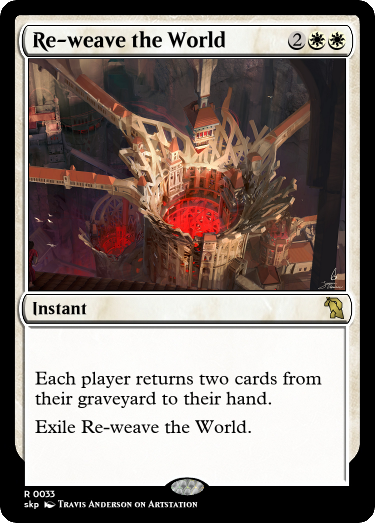 Re-weave the World 2
Instant
Each player returns two cards from
their graveyard to their hand.
Exile Re-weave the World.
R 0033
skp Travis Anderson on Artstation